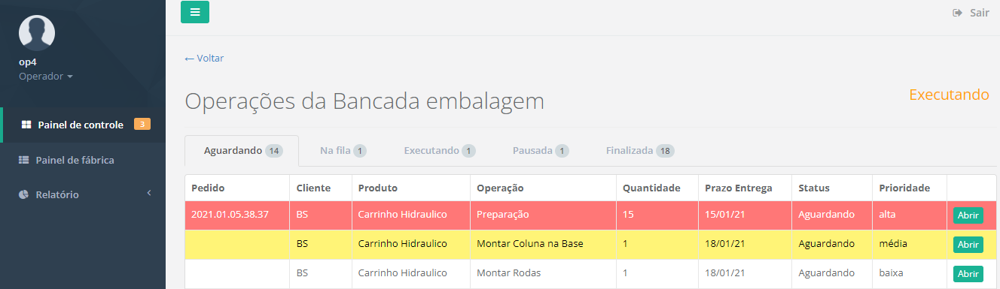 Sair
op4
Operador
← Voltar
Operações da Bancada embalagem
Executando
Painel de controle 3
Painel de fábrica
Relatório
Aguardando 14 Na fila 1 Executando 1 Pausada 1 Finalizada 18
Pedido Cliente Produto Operação Quantidade Prazo Entrega Status Prioridade
2021.01.05.38.37 BS Carrinho Hidraulico Preparação 15 15/01/21 Aguardando alta Abrir
BS Carrinho Hidraulico Montar Coluna na Base 1 18/01/21 Aguardando média Abrir
BS Carrinho Hidraulico Montar Rodas 1 18/01/21 Aguardando baixa Abrir